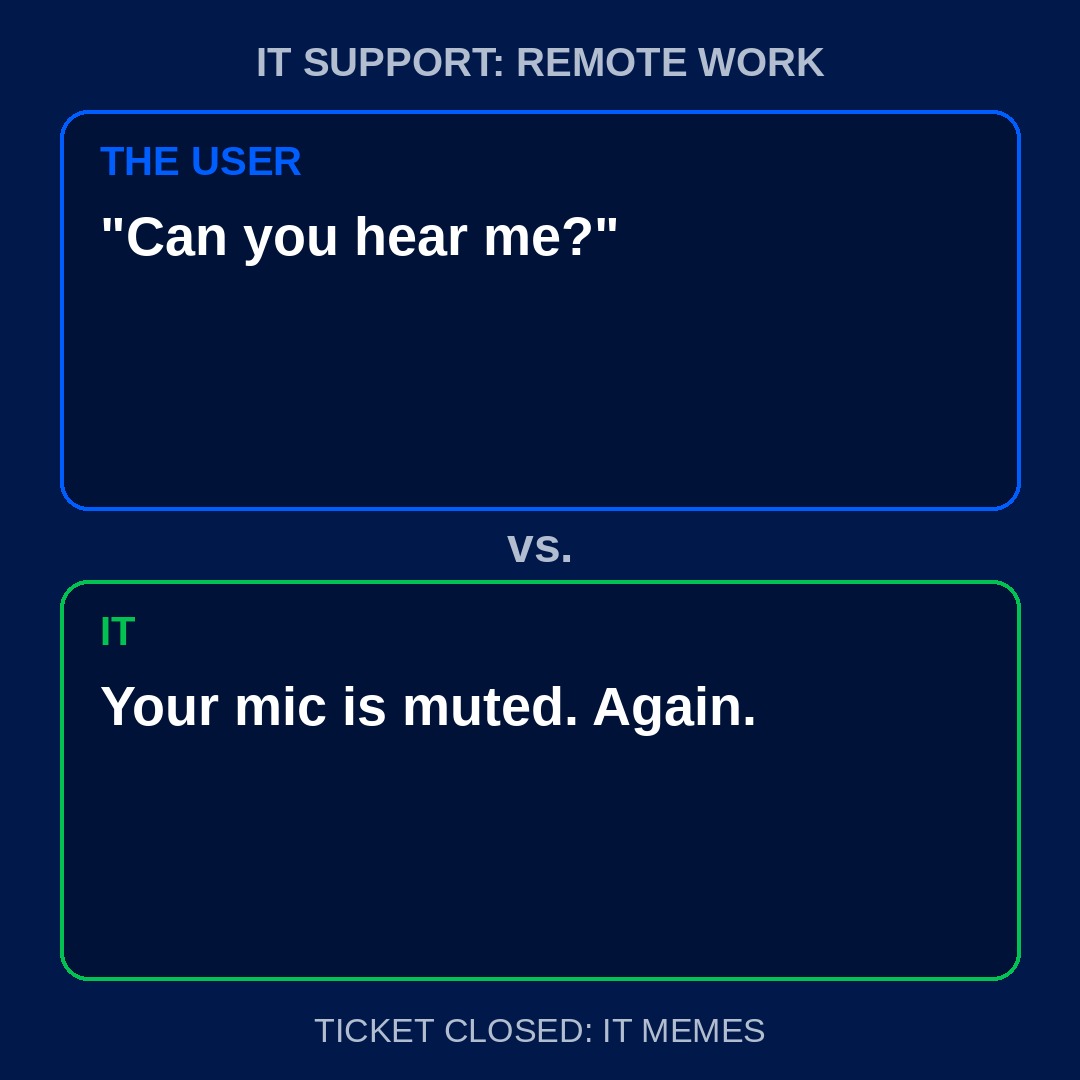 IT SUPPORT: REMOTE WORK
THE USER
"Can you hear me?"
vs.
IT
Your mic is muted. Again.
TICKET CLOSED: IT MEMES